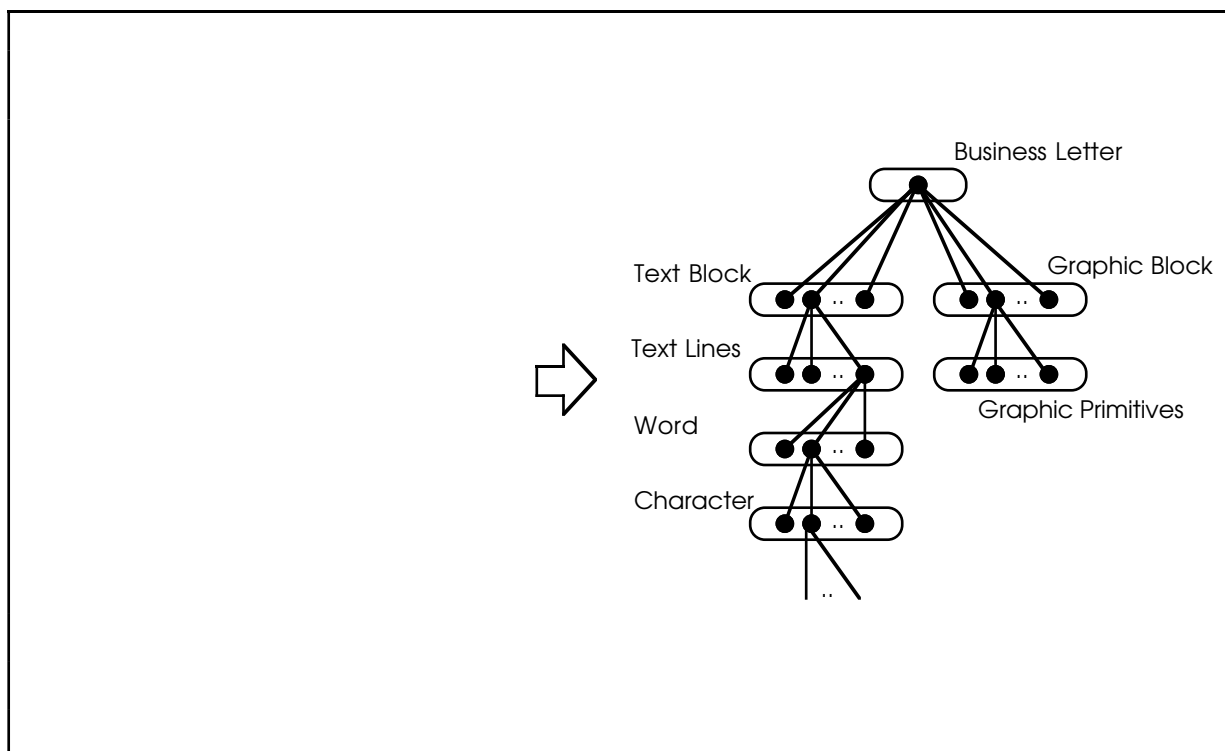 Business Letter
Text Block
Graphic Block
..
..
Text Lines
..
..
Graphic Primitives
Word
..
Character
..
..